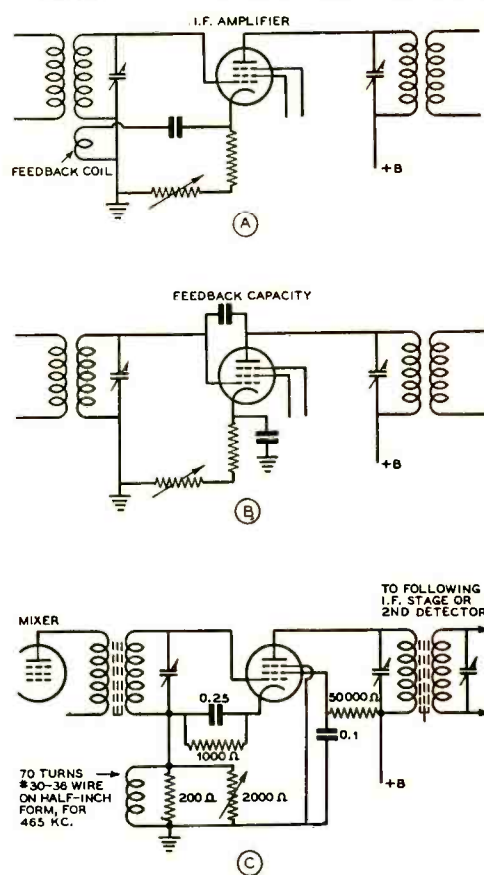 I.F. AMPLIFIER
FEEDBACK COIL
+B
A
FEEDBACK CAPACITY
+B
B
MIXER
TO FOLLOWING
I.F. STAGE OR
2ND DETECTOR
0.25
1000 Ω
50000 Ω
0.1
70 TURNS
#30-36 WIRE
ON HALF-INCH
FORM, FOR
465 KC.
200 Ω
2000 Ω
+B
C